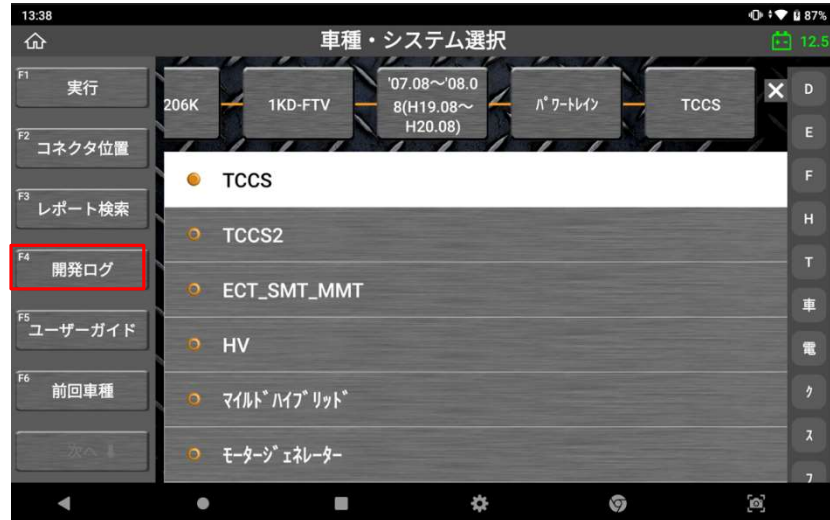 13:38
87%
車種・システム選択
12.5
F1
実行
F2
コネクタ位置
F3
レポート検索
F4
開発ログ
F5
ユーザーガイド
F6
前回車種
次へ ⬇
206K
1KD-FTV
'07.08～'08.0
8(H19.08～
H20.08)
ﾊﾟﾜｰﾄﾚｲﾝ
TCCS
TCCS
TCCS2
ECT_SMT_MMT
HV
ﾏｲﾙﾄﾞﾊｲﾌﾞﾘｯﾄﾞ
ﾓｰﾀｰｼﾞｪﾈﾚｰﾀｰ
D
E
F
H
T
車
電
ク
ス
フ